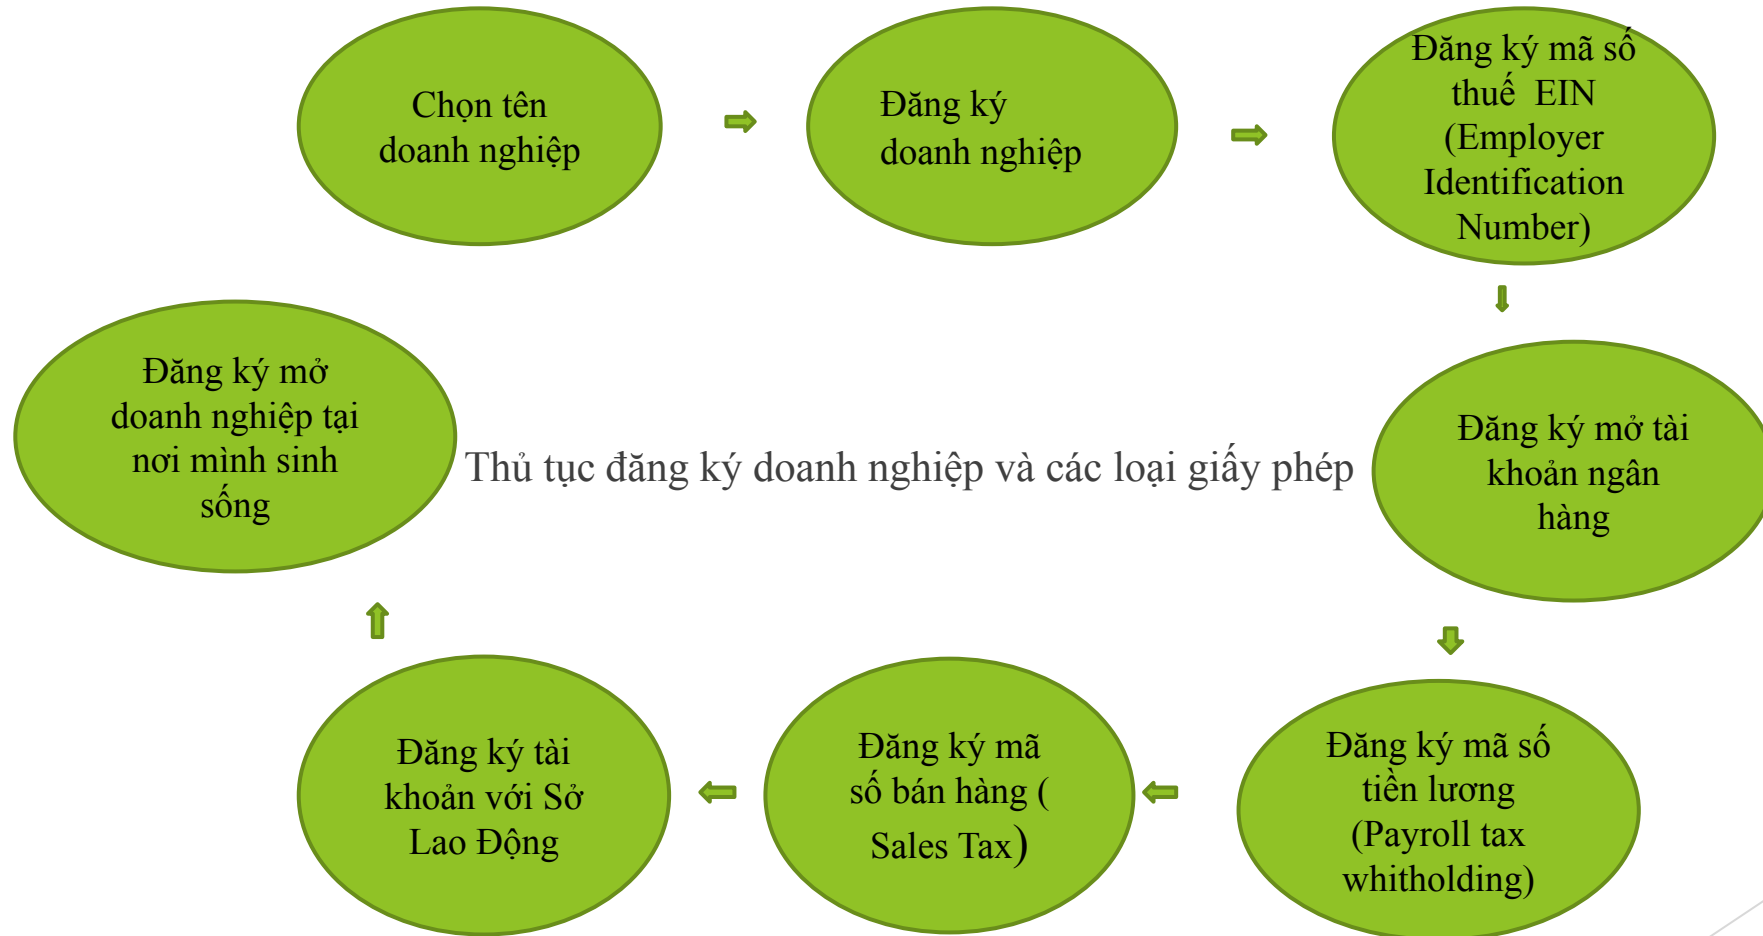 Chọn tên
doanh nghiệp
Đăng ký
doanh nghiệp
Đăng ký mã số
thuế EIN
(Employer
Identification
Number)
Đăng ký mở tài
khoản ngân
hàng
Đăng ký mã số
tiền lương
(Payroll tax
whitholding)
Đăng ký mã
số bán hàng (
Sales Tax)
Đăng ký tài
khoản với Sở
Lao Động
Đăng ký mở
doanh nghiệp tại
nơi mình sinh
sống
Thủ tục đăng ký doanh nghiệp và các loại giấy phép